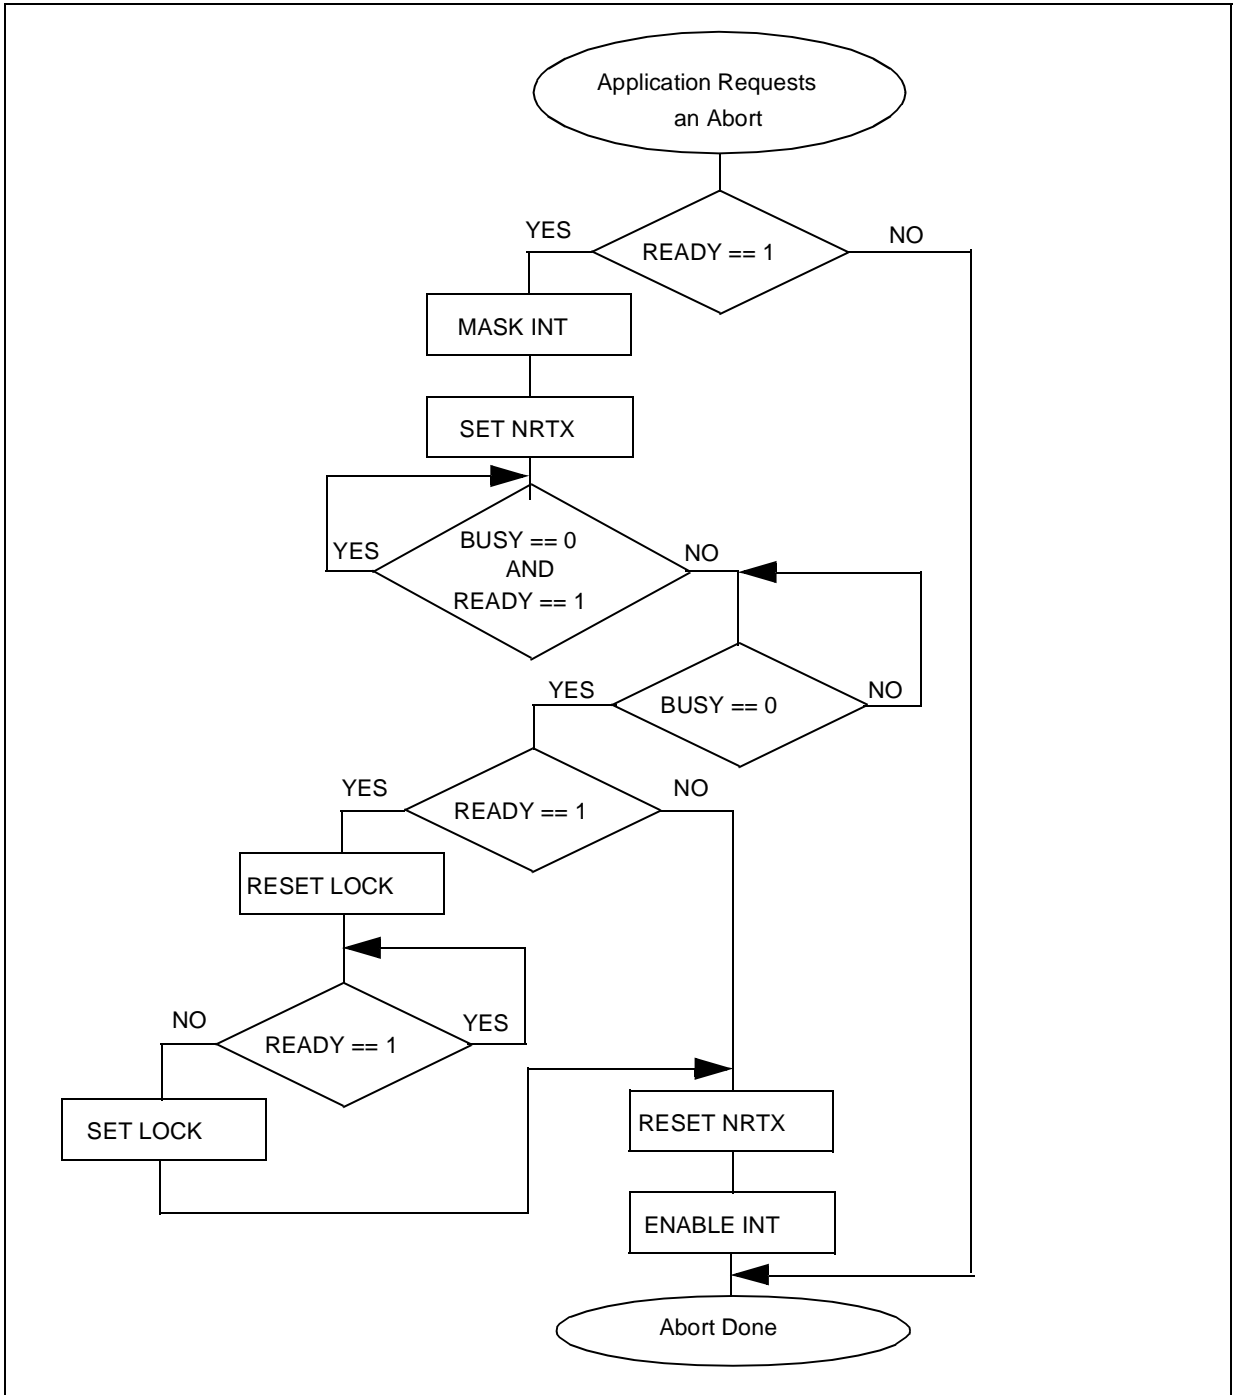 Application Requests
an Abort
YES
NO
READY == 1
MASK INT
SET NRTX
YES
BUSY == 0
AND
READY == 1
NO
YES
BUSY == 0
NO
YES
READY == 1
NO
RESET LOCK
NO
READY == 1
YES
SET LOCK
RESET NRTX
ENABLE INT
Abort Done